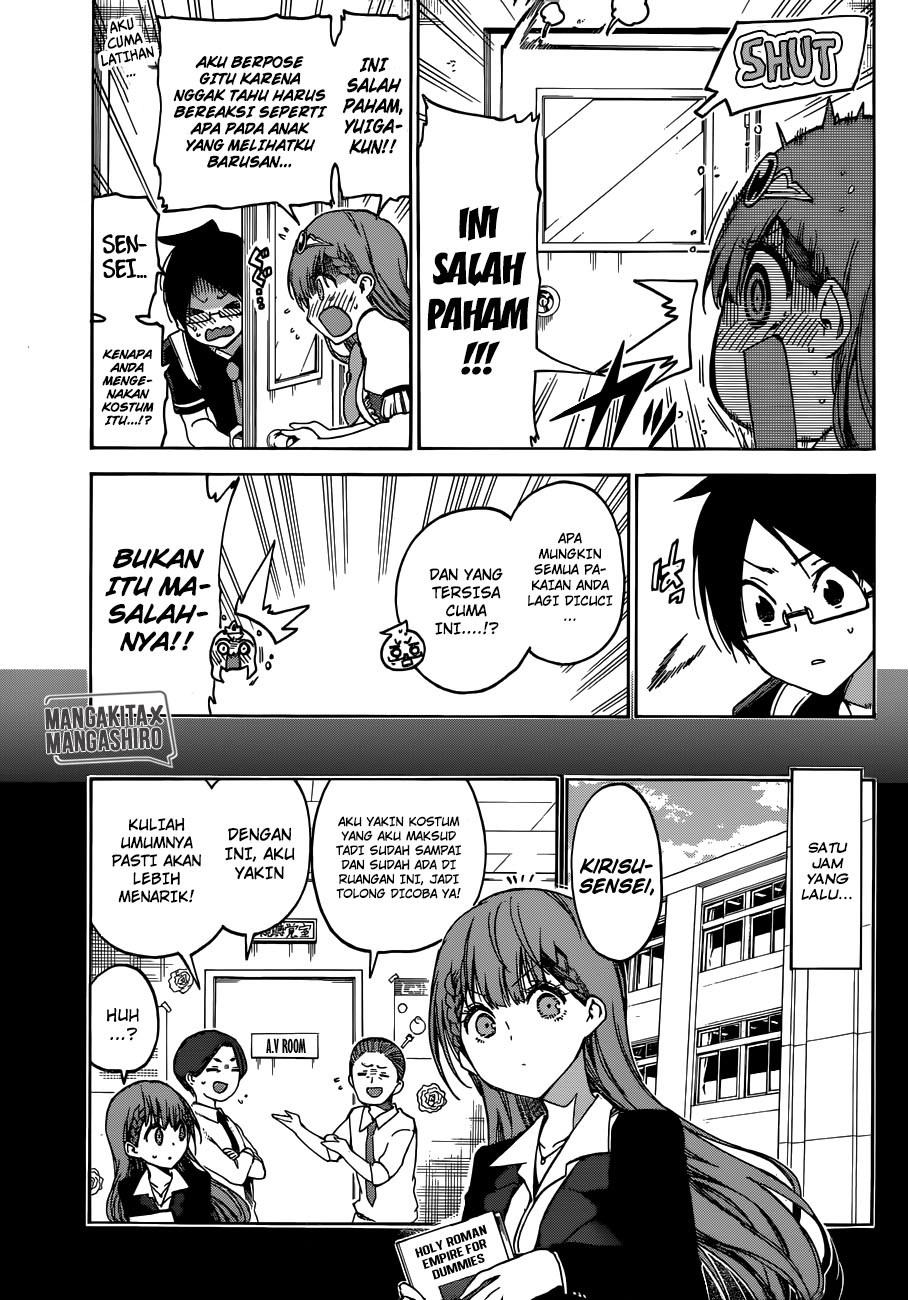 SHUT
INI
SALAH
PAHAM
!!!
INI
SALAH
PAHAM,
YUIGA-
KUN!!
AKU BERPOSE
GITU KARENA
NGGAK TAHU HARUS
BEREAKSI SEPERTI
APA PADA ANAK
YANG MELIHATKU
BARUSAN...
AKU
CUMA
LATIHAN
...
SEN-
SEI...
KENAPA
ANDA
MENGE-
NAKAN
KOSTUM
ITU...!?
APA
MUNGKIN
SEMUA PA-
KAIAN ANDA
LAGI DICUCI
...
DAN YANG
TERSISA
CUMA
INI....!?
BUKAN
ITU MA-
SALAH-
NYA!!
MANGAKITA X
MANGASHIRO
SATU
JAM
YANG
LALU...
KIRISU-
SENSEI,
AKU YAKIN KOSTUM
YANG AKU MAKSUD
TADI SUDAH SAMPAI
DAN SUDAH ADA DI
RUANGAN INI, JADI
TOLONG DICOBA YA!
DENGAN
INI, AKU
YAKIN
KULIAH
UMUMNYA
PASTI AKAN
LEBIH
MENARIK!
A.V ROOM
HUH
...?
HOLY ROMAN
EMPIRE FOR
DUMMIES